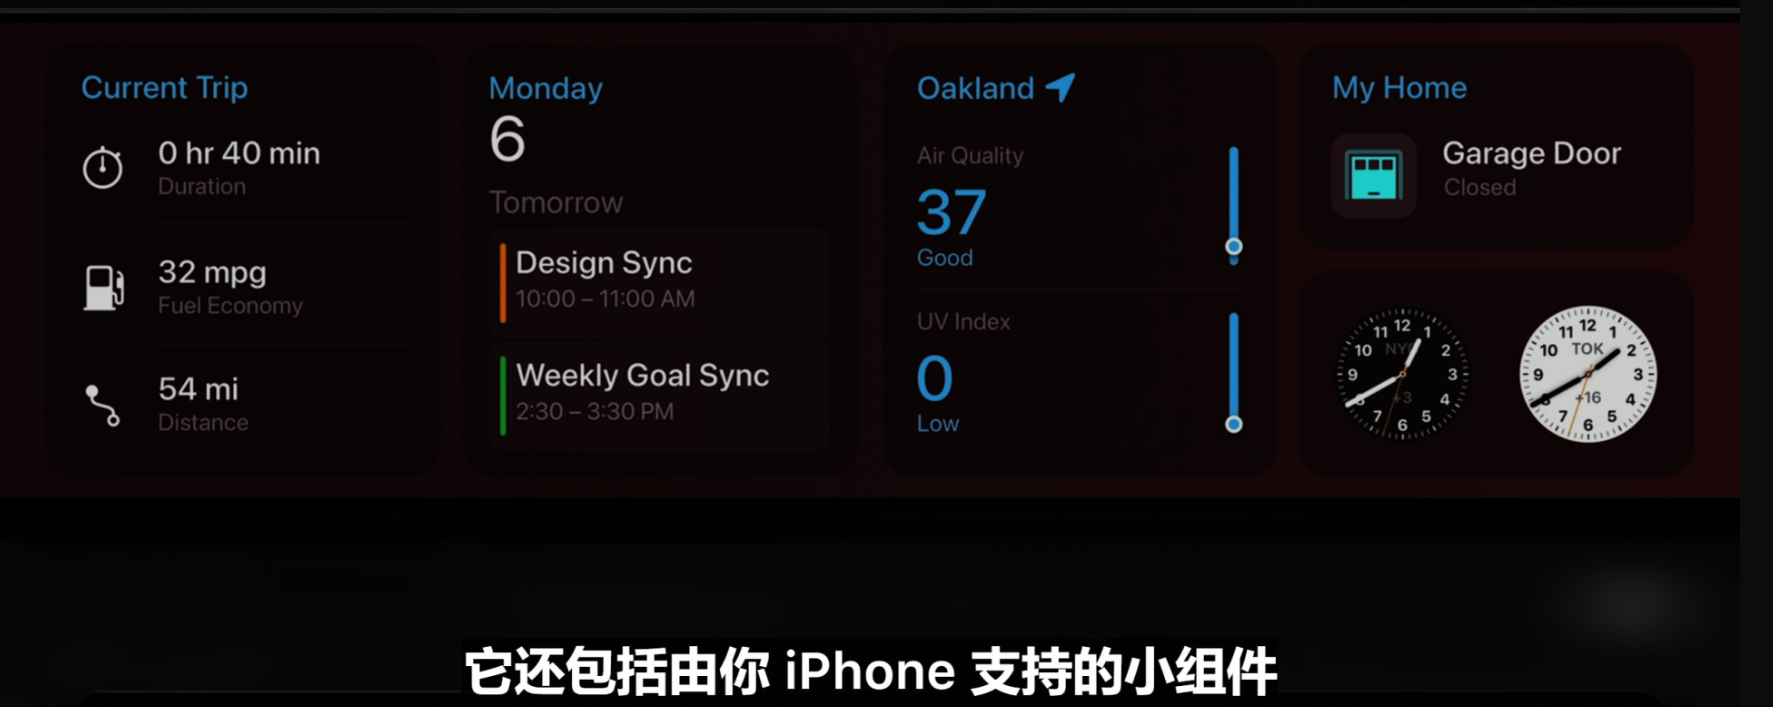 Current Trip
0 hr 40 min
Duration
32 mpg
Fuel Economy
54 mi
Distance
Monday
6
Tomorrow
Design Sync
10:00 – 11:00 AM
Weekly Goal Sync
2:30 – 3:30 PM
Oakland
Air Quality
37
Good
UV Index
0
Low
My Home
Garage Door
Closed
11 12 1
10 NYC 2
9 3
+3 4
7 6 5
11 12 1
10 TOK 2
9 3
8 +16 4
7 6 5
它还包括由你 iPhone 支持的小组件